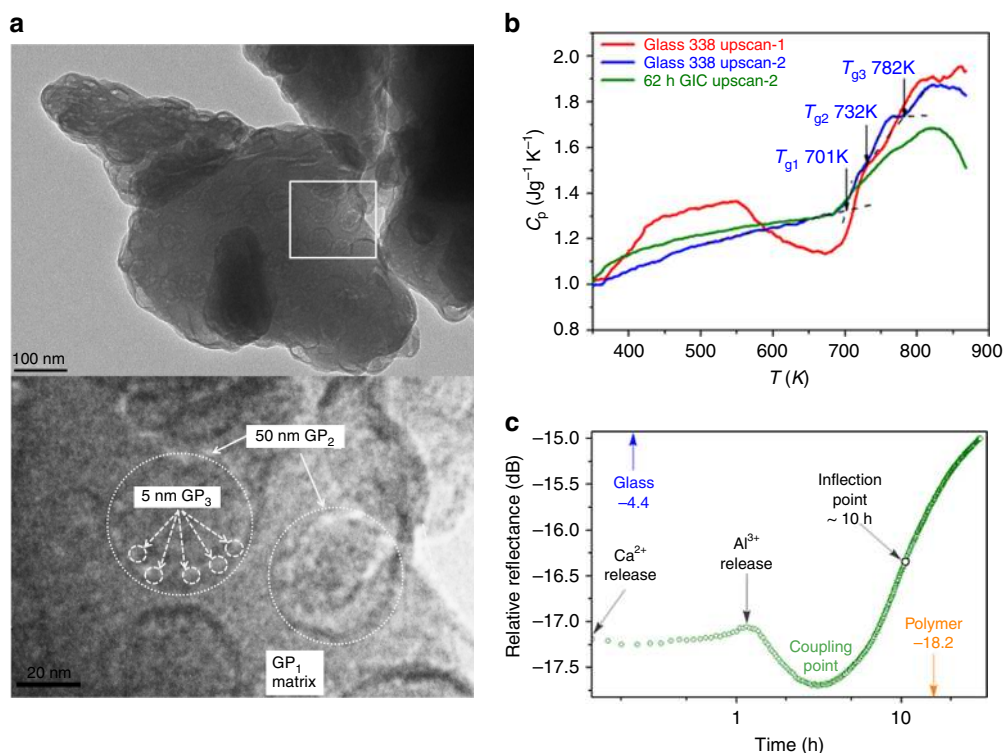 a
100 nm
50 nm GP2
5 nm GP3
GP1
matrix
20 nm
b
Glass 338 upscan-1
Glass 338 upscan-2
62 h GIC upscan-2
Tg3 782K
Tg2 732K
Tg1 701K
2.0
1.8
1.6
1.4
1.2
1.0
0.8
Cp (Jg⁻¹ K⁻¹)
400 500 600 700 800 900
T (K)
c
−15.0
−15.5
−16.0
−16.5
−17.0
−17.5
Relative reflectance (dB)
Glass
−4.4
Ca²⁺
release
Al³⁺
release
Inflection
point
~ 10 h
Coupling
point
Polymer
−18.2
1 10
Time (h)